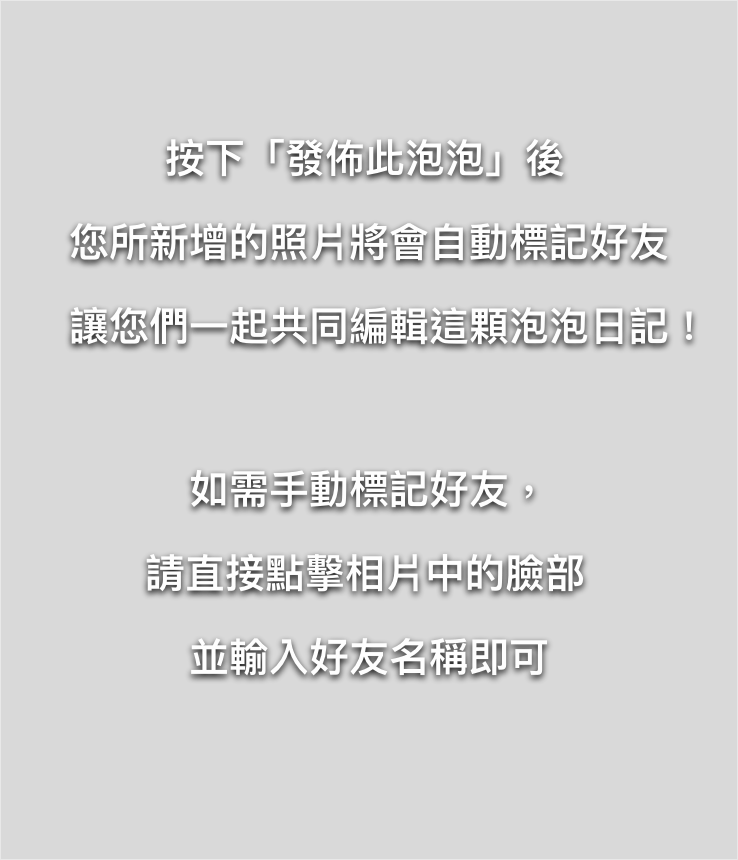 按下「發佈此泡泡」後
您所新增的照片將會自動標記好友
讓您們一起共同編輯這顆泡泡日記！
如需手動標記好友，
請直接點擊相片中的臉部
並輸入好友名稱即可